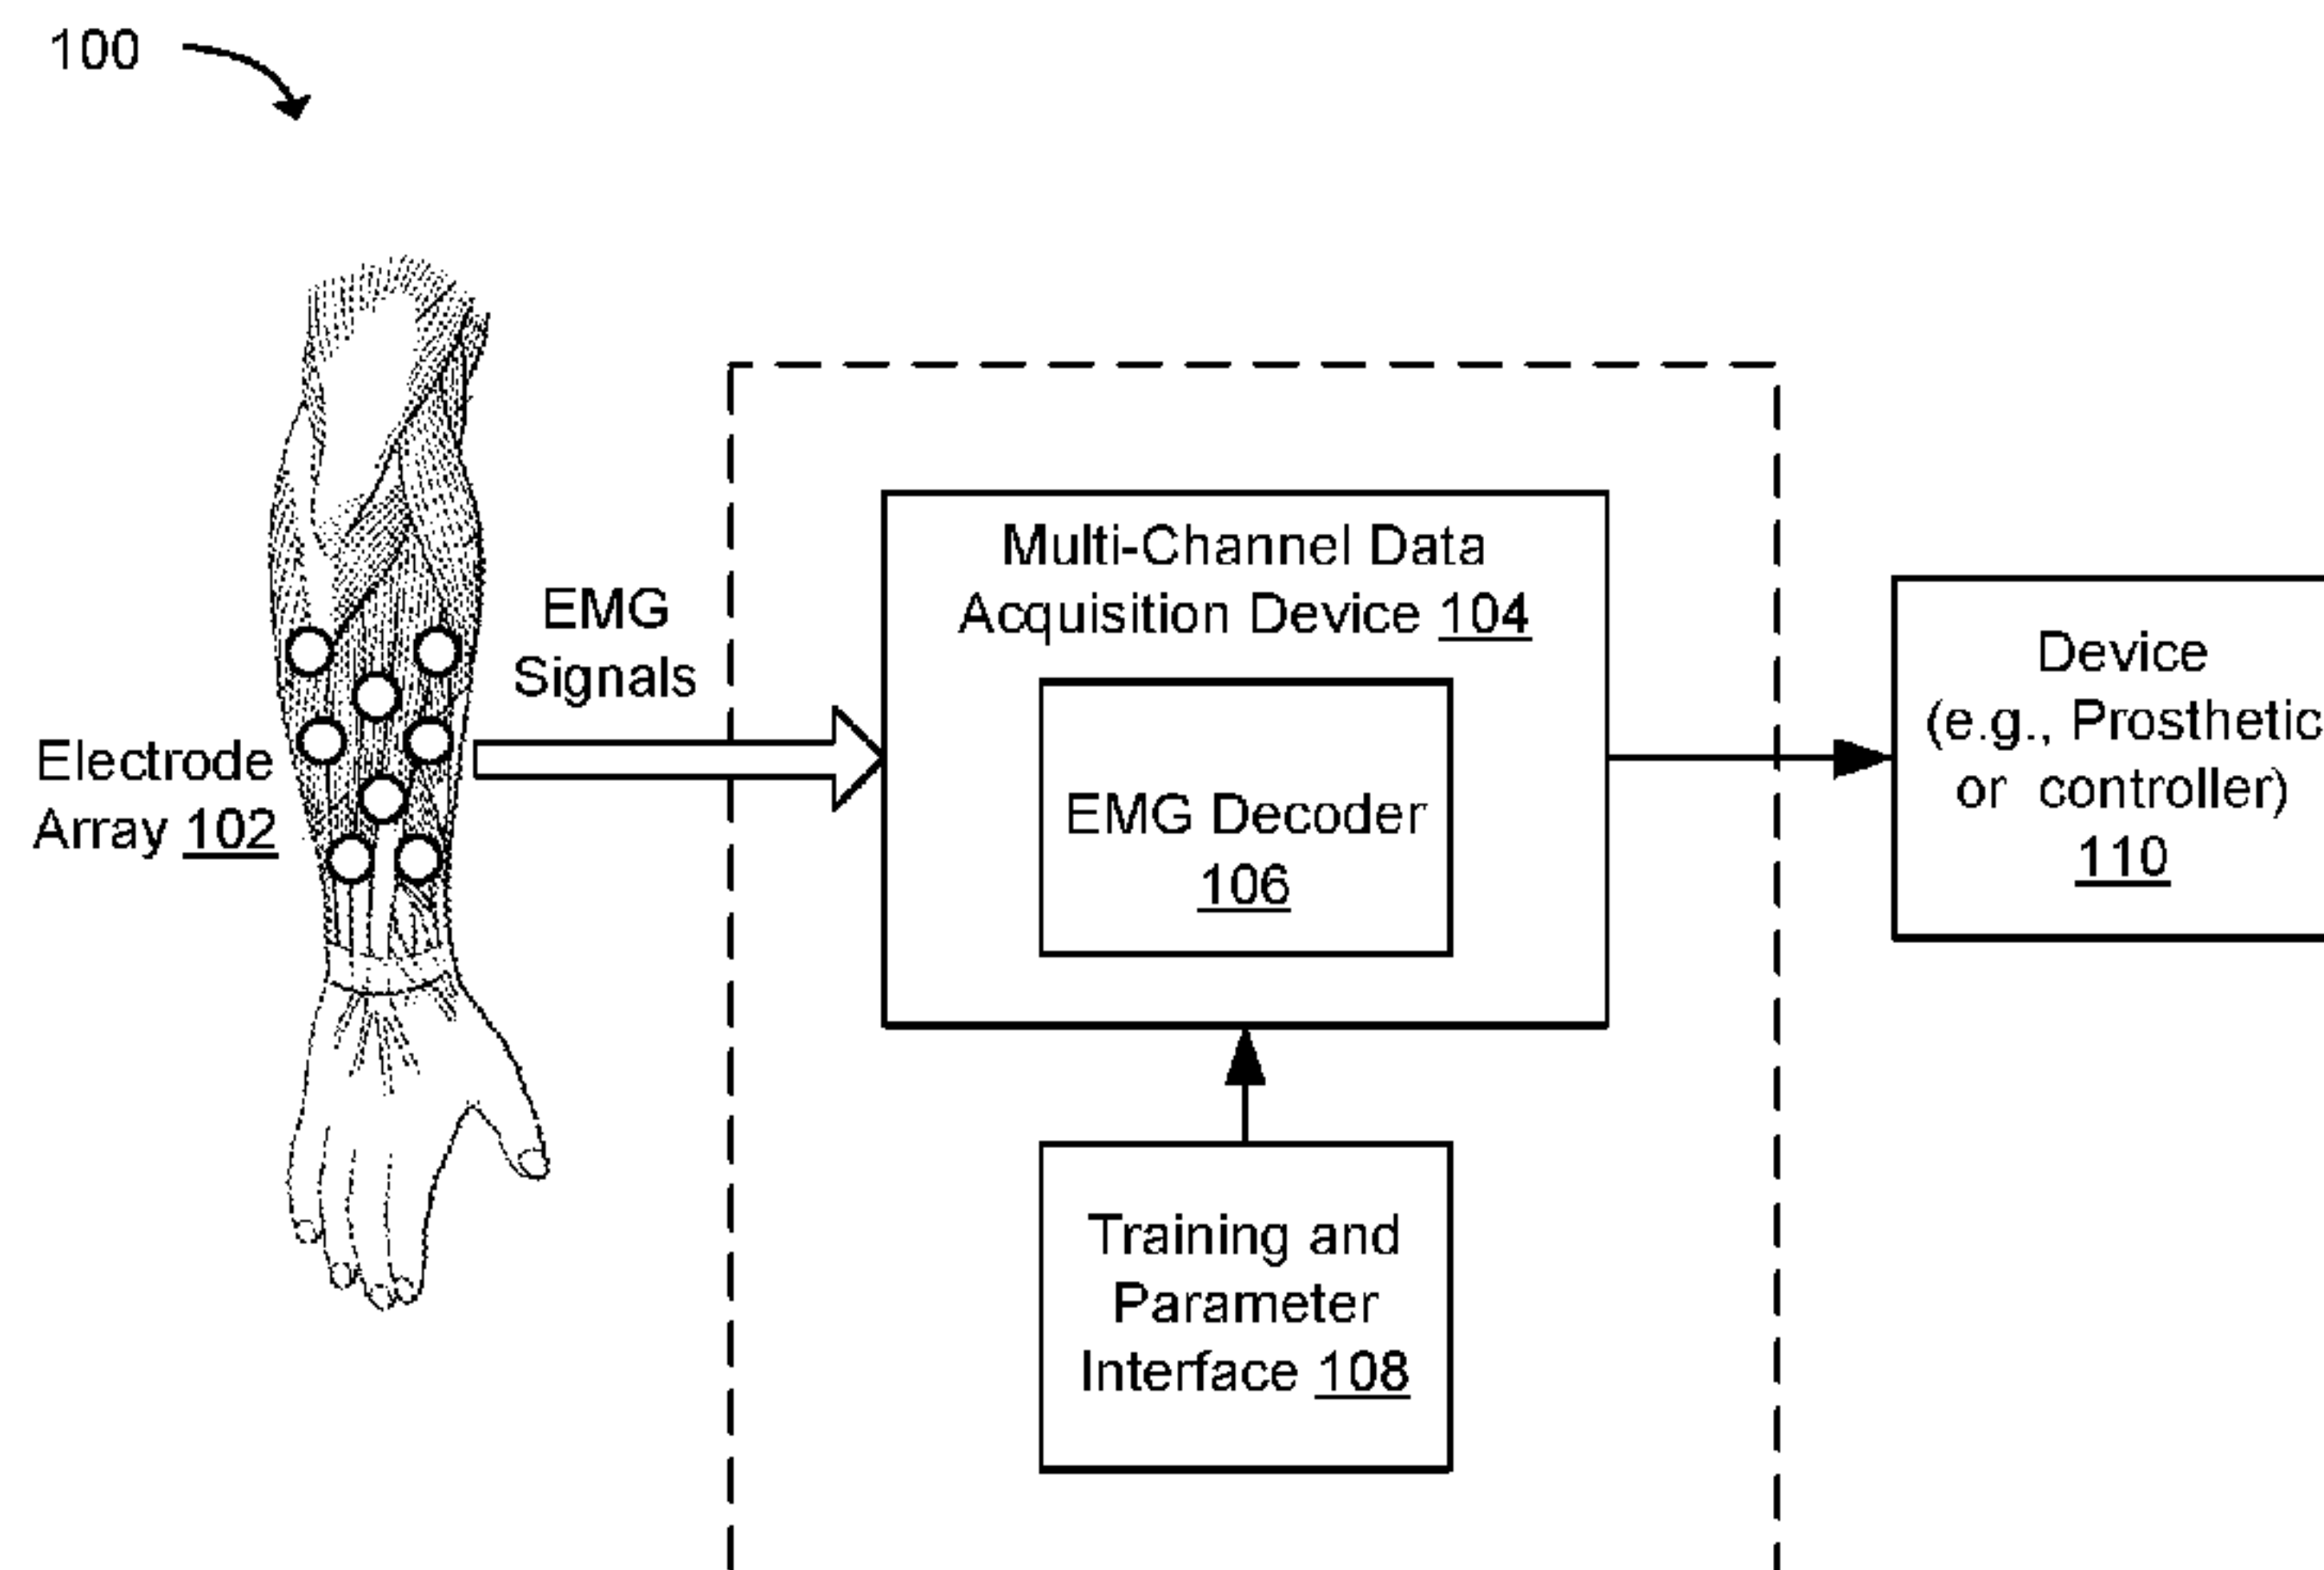 100
EMG
Signals
Electrode
Array 102
Multi-Channel Data
Acquisition Device 104
EMG Decoder
106
Training and
Parameter
Interface 108
Device
(e.g., Prosthetic
or controller)
110